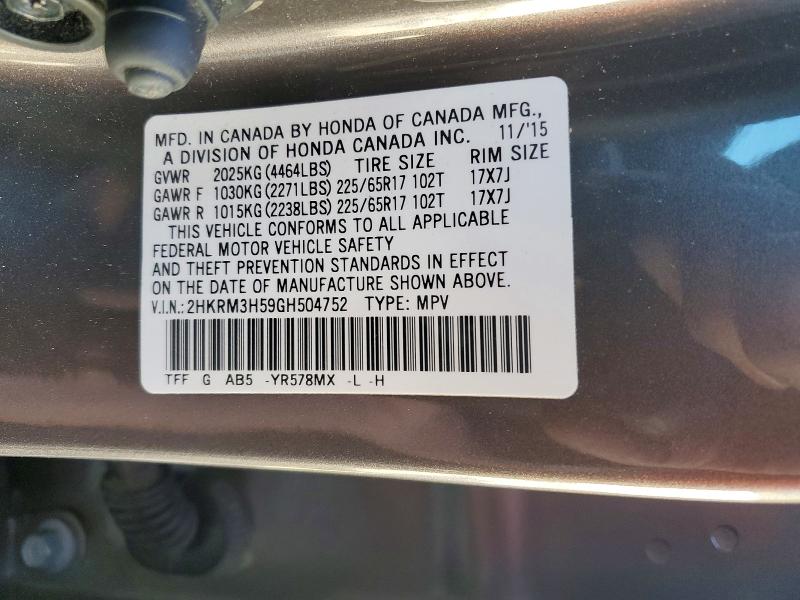 MFD. IN CANADA BY HONDA OF CANADA MFG.,
A DIVISION OF HONDA CANADA INC. 11/'15
GVWR 2025KG (4464LBS) TIRE SIZE RIM SIZE
GAWR F 1030KG (2271LBS) 225/65R17 102T 17X7J
GAWR R 1015KG (2238LBS) 225/65R17 102T 17X7J
THIS VEHICLE CONFORMS TO ALL APPLICABLE
FEDERAL MOTOR VEHICLE SAFETY
AND THEFT PREVENTION STANDARDS IN EFFECT
ON THE DATE OF MANUFACTURE SHOWN ABOVE.
V.I.N.: 2HKRM3H59GH504752 TYPE: MPV
TFF G AB5 -YR578MX -L -H